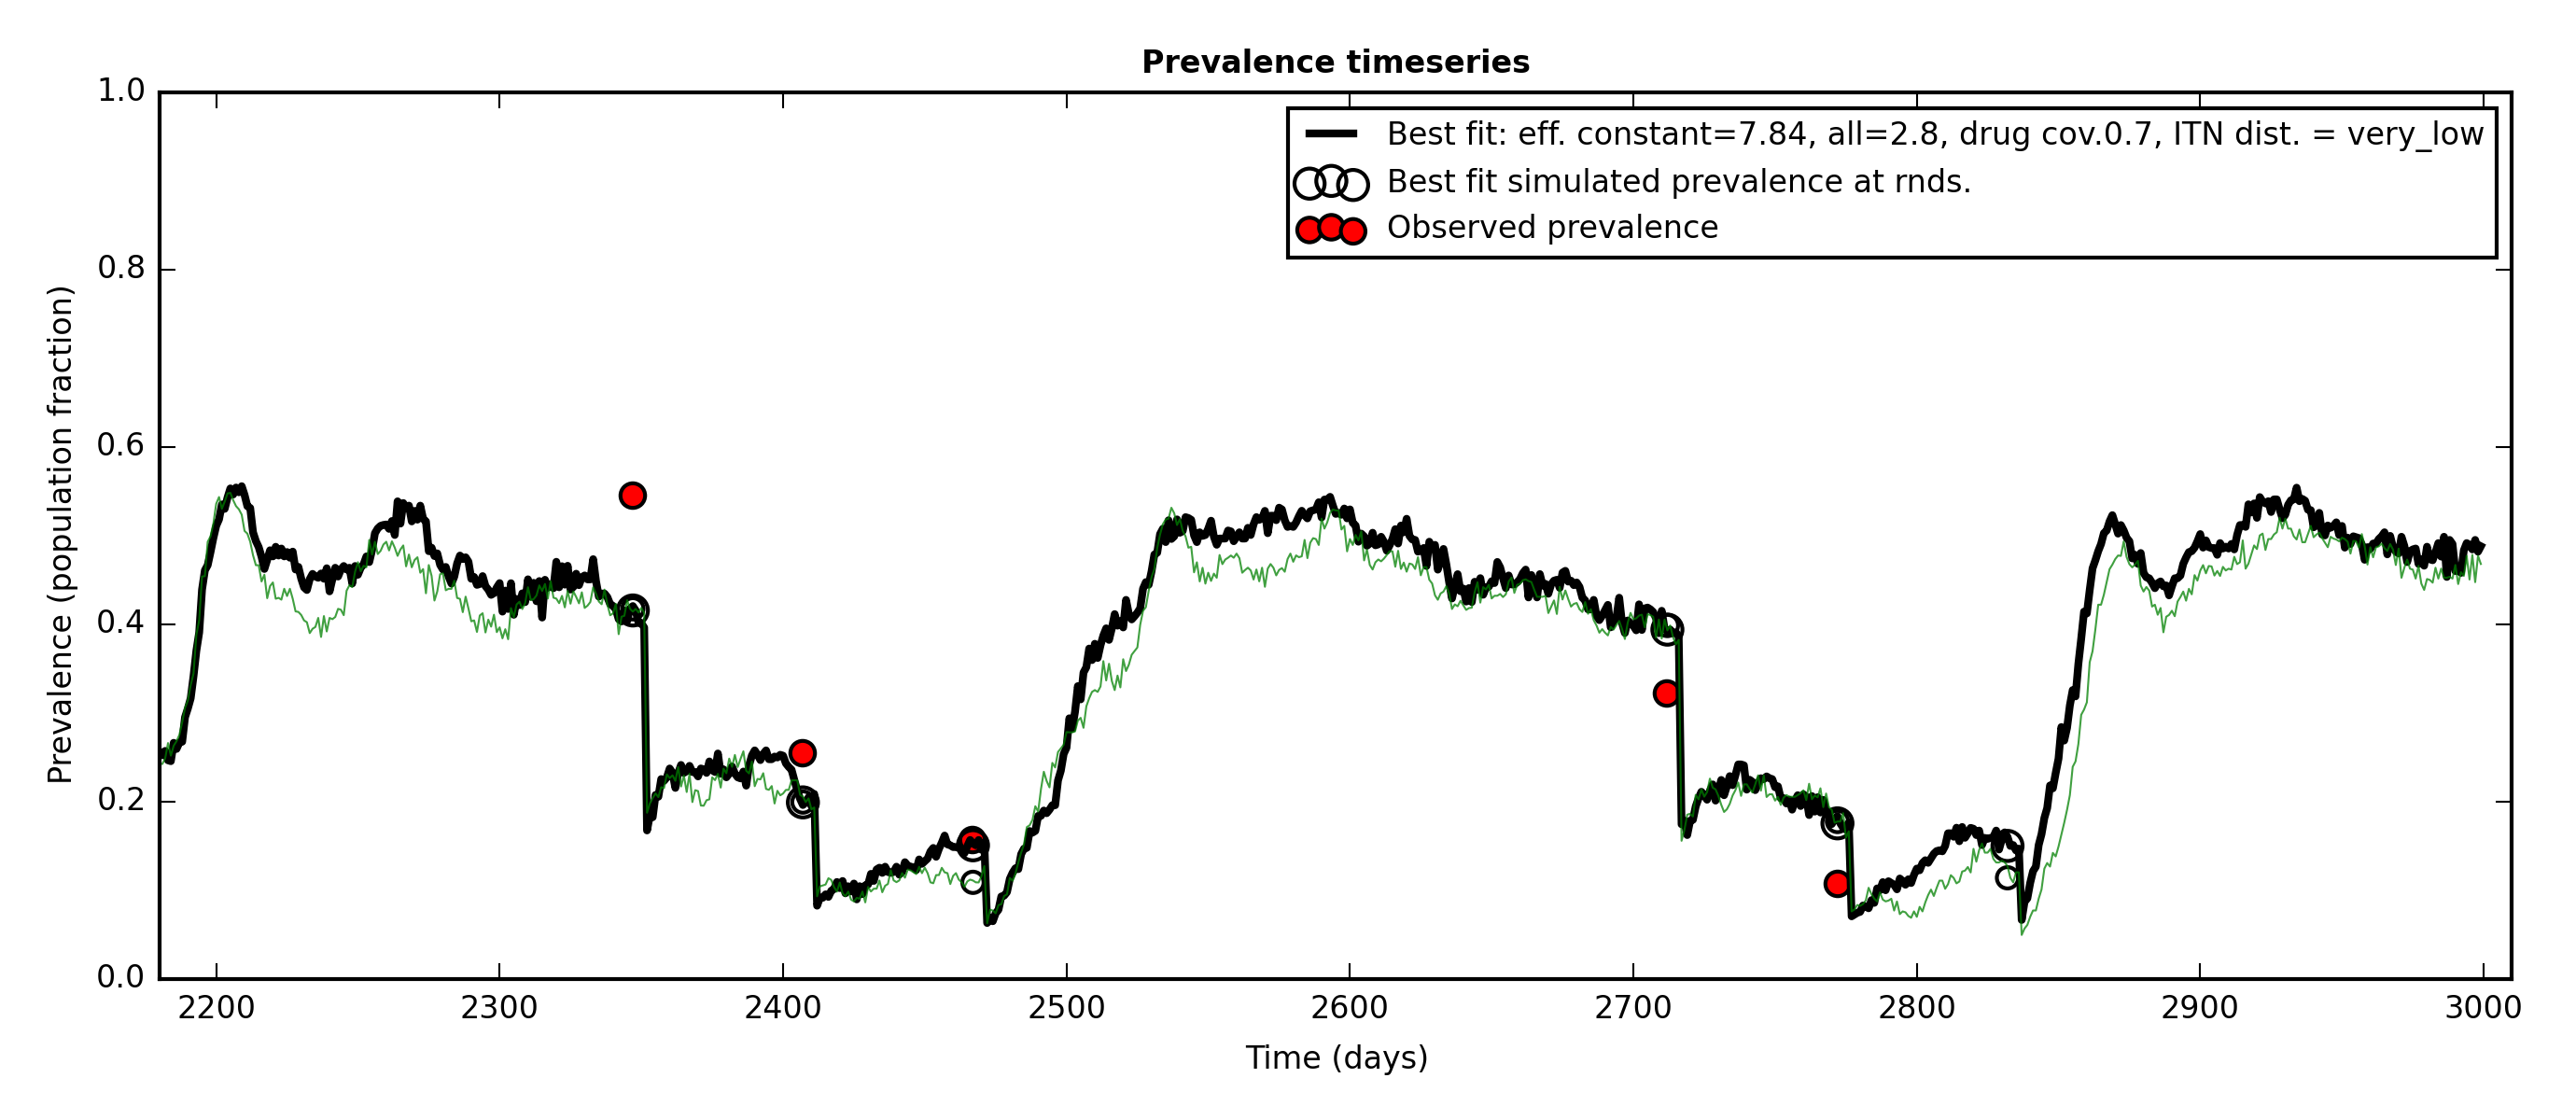 Prevalence timeseries
1.0
0.8
0.6
0.4
0.2
0.0
Prevalence (population fraction)
Best fit: eff. constant=7.84, all=2.8, drug cov.0.7, ITN dist. = very_low
Best fit simulated prevalence at rnds.
Observed prevalence
2200 2300 2400 2500 2600 2700 2800 2900 3000
Time (days)